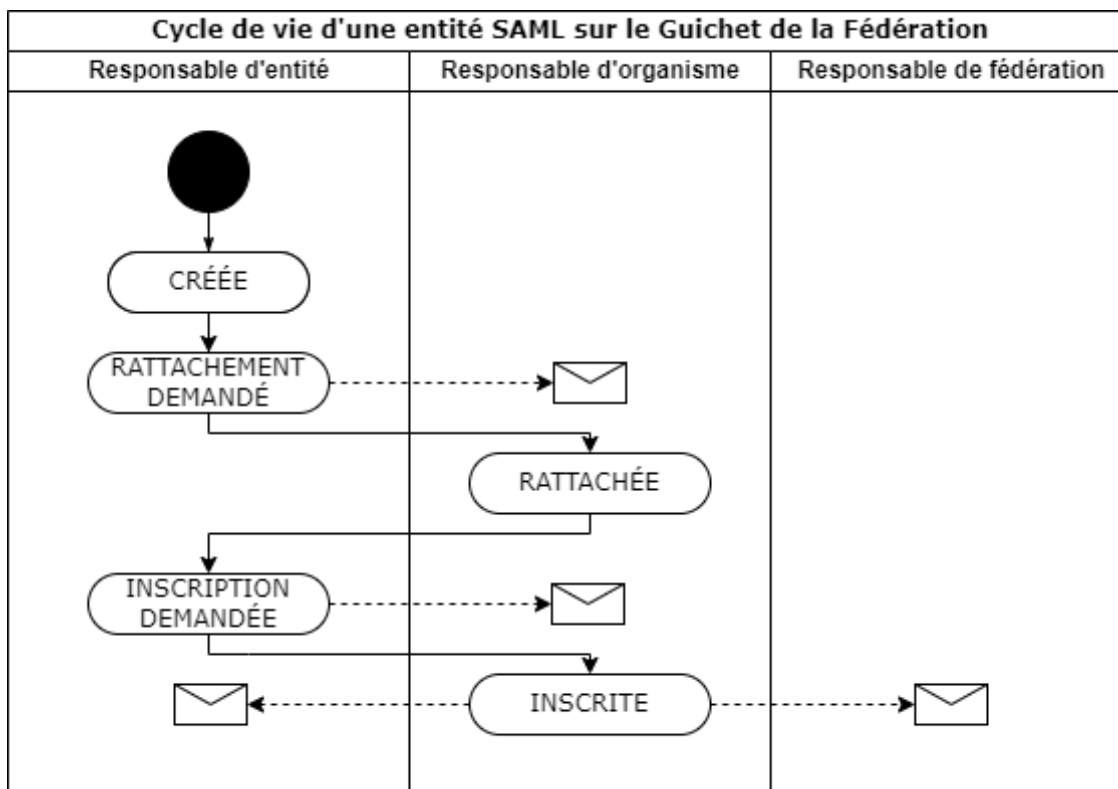 Cycle de vie d'une entité SAML sur le Guichet de la Fédération
Responsable d'entité
Responsable d'organisme
Responsable de fédération
CRÉÉE
RATTACHEMENT
DEMANDÉ
RATTACHÉE
INSCRIPTION
DEMANDÉE
INSCRITE